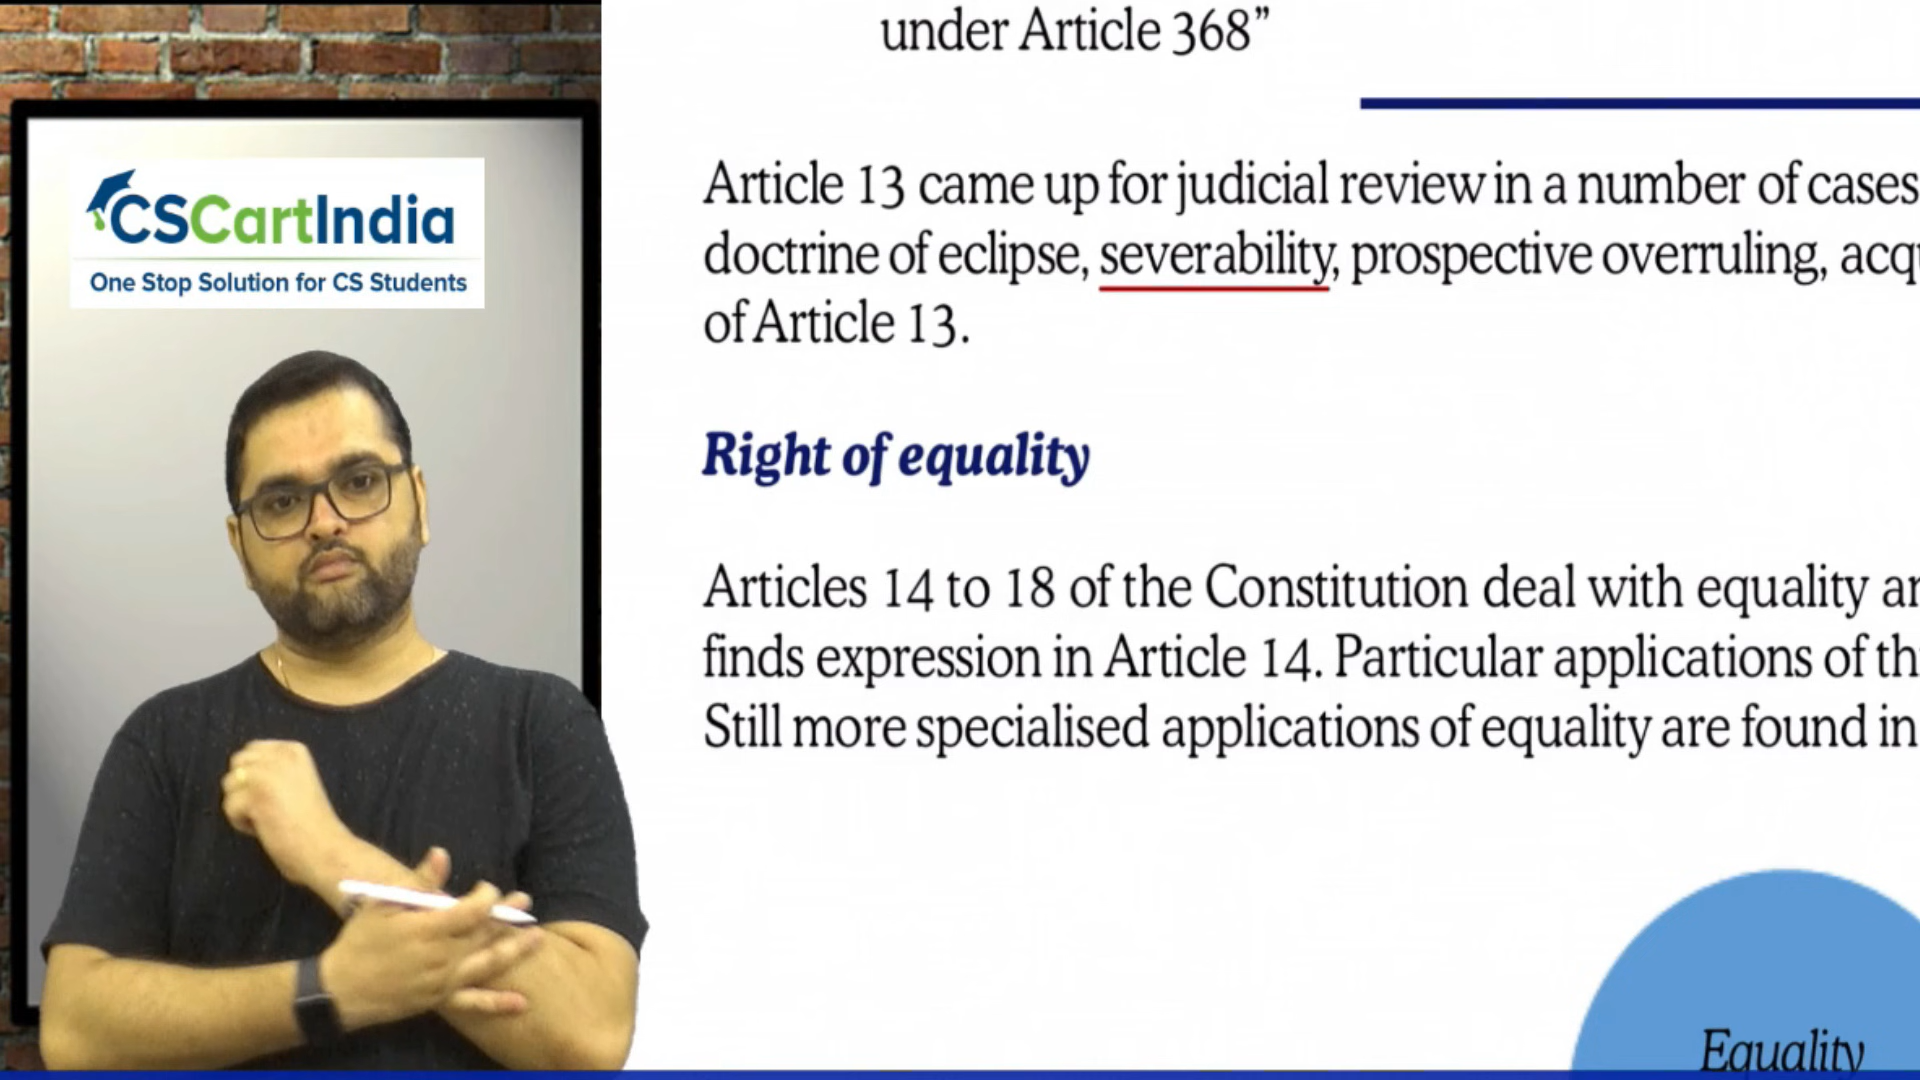 CSCartIndia
One Stop Solution for CS Students
under Article 368”
Article 13 came up for judicial review in a number of cases
doctrine of eclipse, severability, prospective overruling,
of Article 13.
Right of equality
Articles 14 to 18 of the Constitution deal with equality
finds expression in Article 14. Particular applications of
Still more specialised applications of equality are found in
Equality